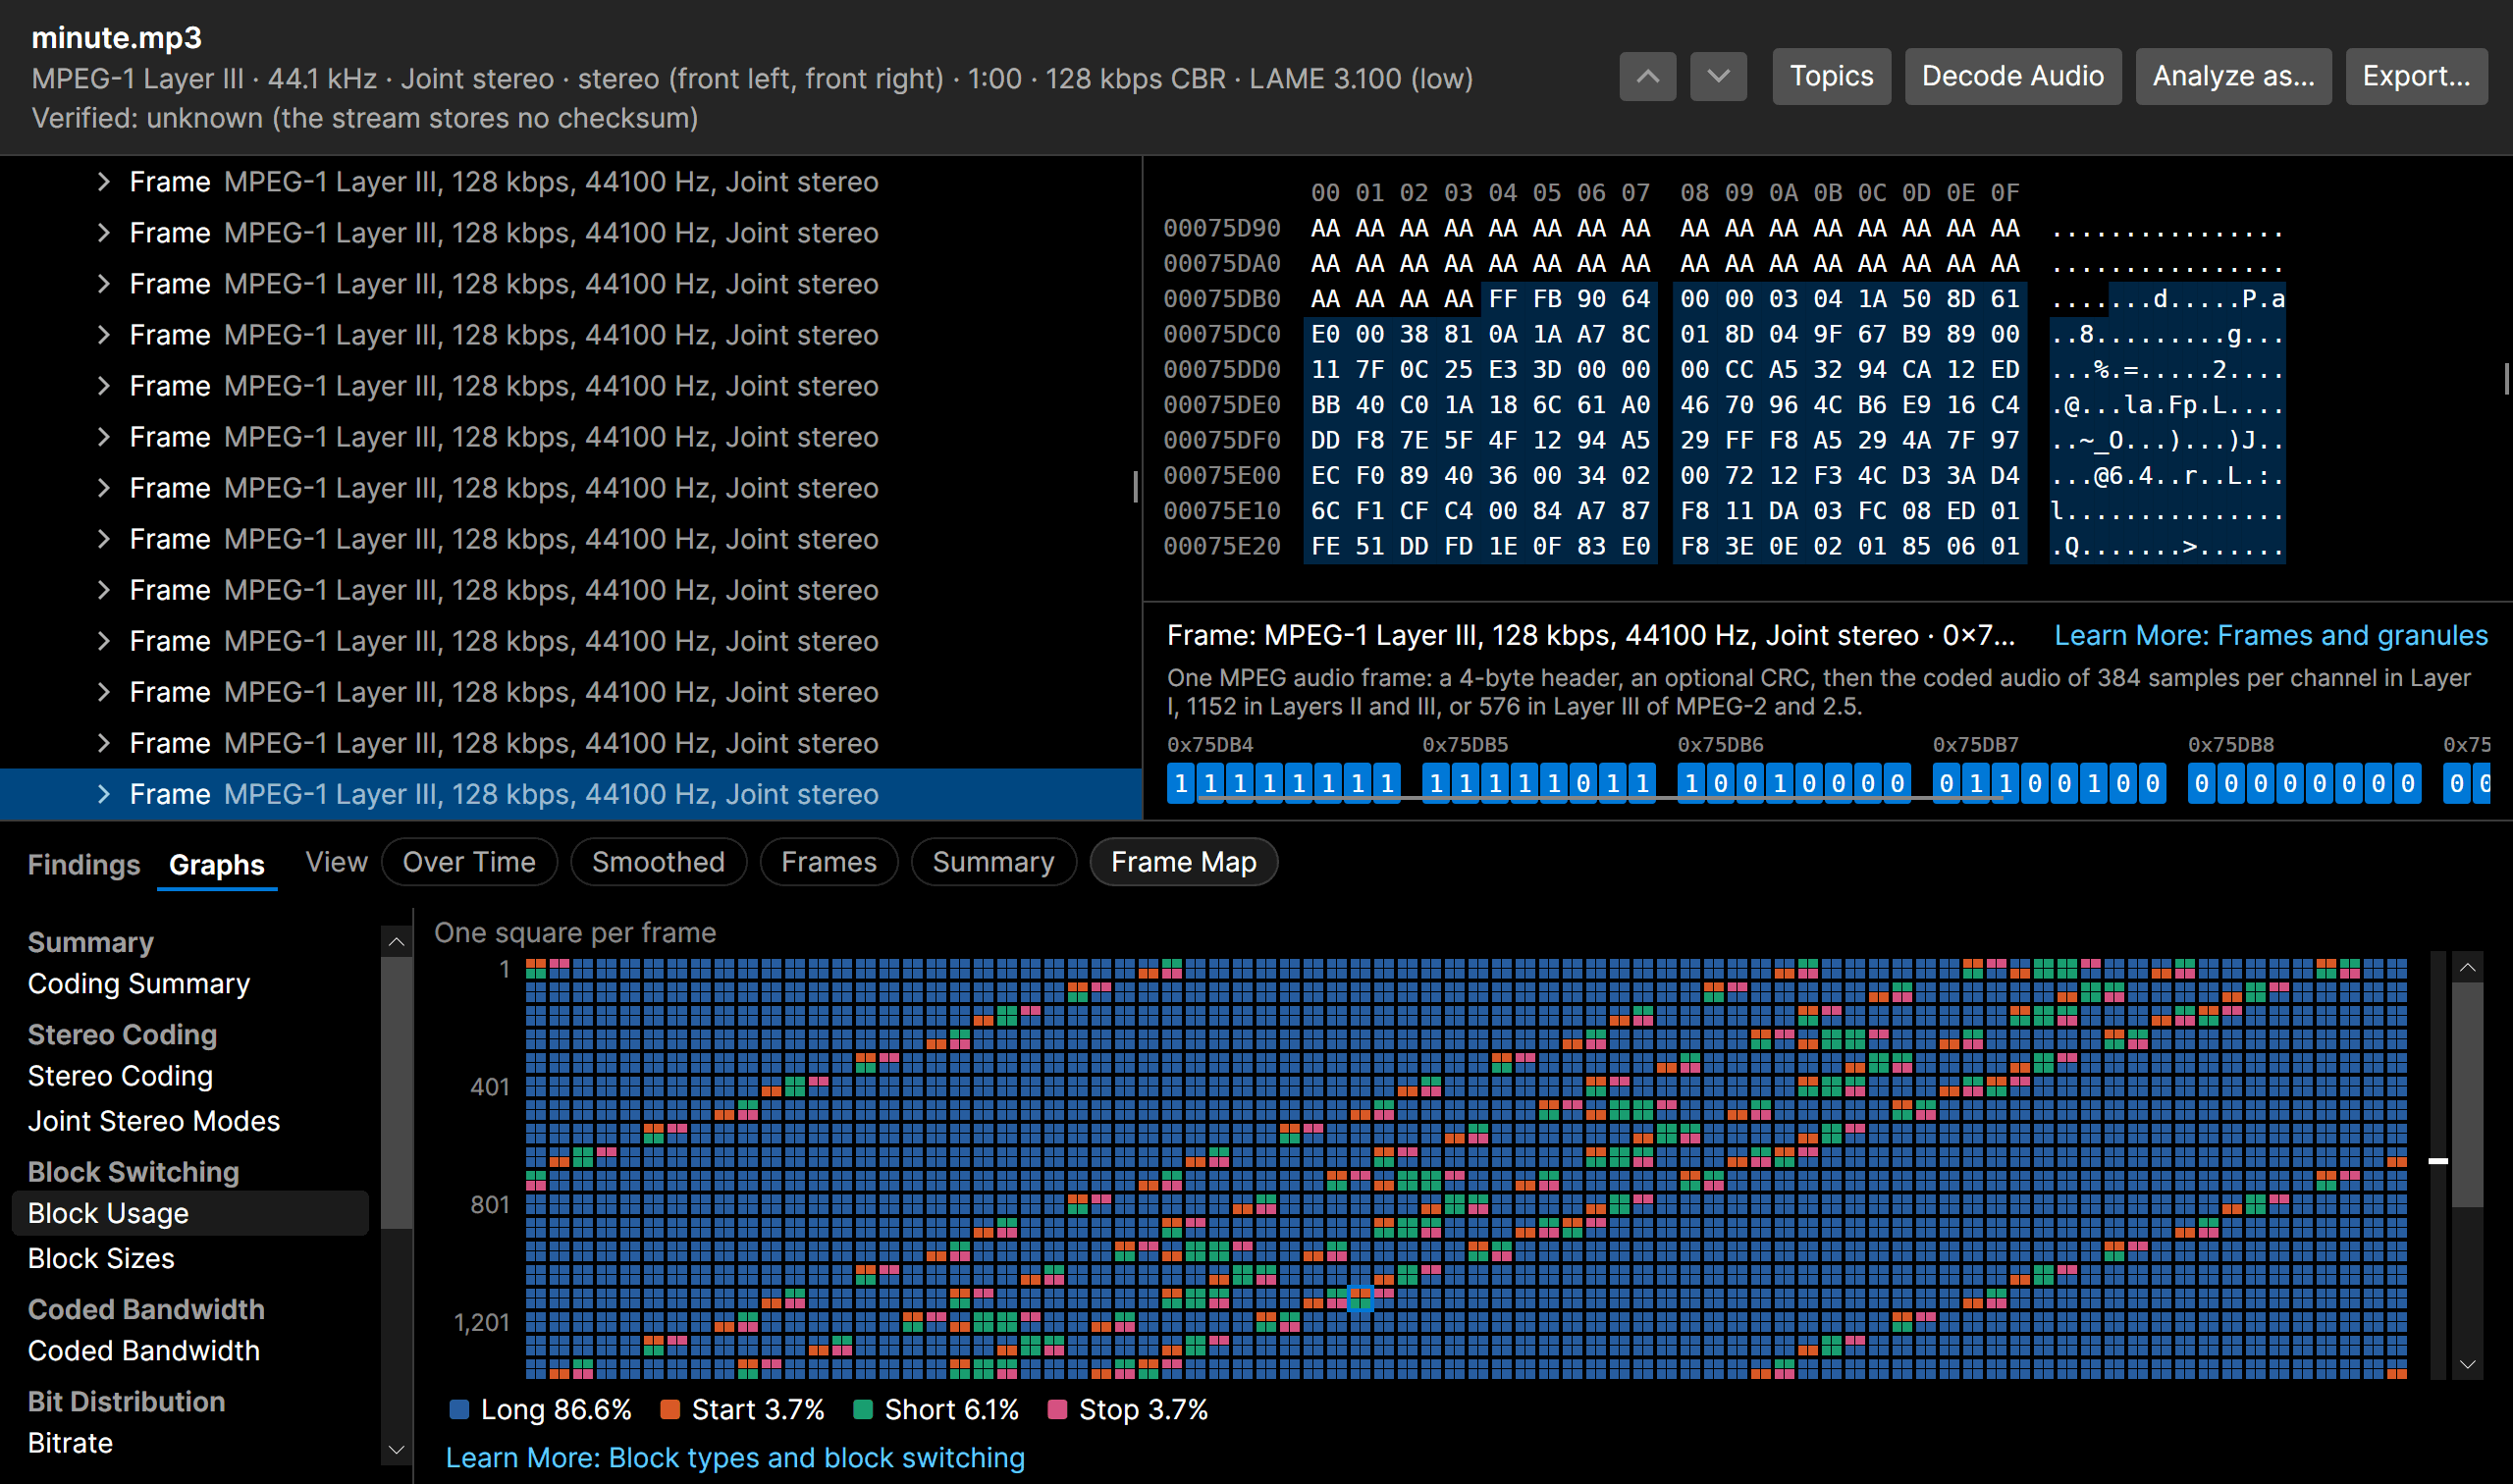 minute.mp3
MPEG-1 Layer III · 44.1 kHz · Joint stereo · stereo (front left, front right) · 1:00 · 128 kbps CBR · LAME 3.100 (low)
Verified: unknown (the stream stores no checksum)
Topics
Decode Audio
Analyze as...
Export...
Frame MPEG-1 Layer III, 128 kbps, 44100 Hz, Joint stereo
Frame MPEG-1 Layer III, 128 kbps, 44100 Hz, Joint stereo
Frame MPEG-1 Layer III, 128 kbps, 44100 Hz, Joint stereo
Frame MPEG-1 Layer III, 128 kbps, 44100 Hz, Joint stereo
Frame MPEG-1 Layer III, 128 kbps, 44100 Hz, Joint stereo
Frame MPEG-1 Layer III, 128 kbps, 44100 Hz, Joint stereo
Frame MPEG-1 Layer III, 128 kbps, 44100 Hz, Joint stereo
Frame MPEG-1 Layer III, 128 kbps, 44100 Hz, Joint stereo
Frame MPEG-1 Layer III, 128 kbps, 44100 Hz, Joint stereo
Frame MPEG-1 Layer III, 128 kbps, 44100 Hz, Joint stereo
Frame MPEG-1 Layer III, 128 kbps, 44100 Hz, Joint stereo
Frame MPEG-1 Layer III, 128 kbps, 44100 Hz, Joint stereo
Frame MPEG-1 Layer III, 128 kbps, 44100 Hz, Joint stereo
00 01 02 03 04 05 06 07 08 09 0A 0B 0C 0D 0E 0F
00075D90 AA AA AA AA AA AA AA AA AA AA AA AA AA AA AA AA ................
00075DA0 AA AA AA AA AA AA AA AA AA AA AA AA AA AA AA AA ................
00075DB0 AA AA AA AA FF FB 90 64 00 00 03 04 1A 50 8D 61 .......d.....P.a
00075DC0 E0 00 38 81 0A 1A A7 8C 01 8D 04 9F 67 B9 89 00 ..8.........g...
00075DD0 11 7F 0C 25 E3 3D 00 00 00 CC A5 32 94 CA 12 ED ...%.=.....2....
00075DE0 BB 40 C0 1A 18 6C 61 A0 46 70 96 4C B6 E9 16 C4 .@...la.Fp.L....
00075DF0 DD F8 7E 5F 4F 12 94 A5 29 FF F8 A5 29 4A 7F 97 ..~_O...)...)J..
00075E00 EC F0 89 40 36 00 34 02 00 72 12 F3 4C D3 3A D4 ...@6.4..r..L.:.
00075E10 6C F1 CF C4 00 84 A7 87 F8 11 DA 03 FC 08 ED 01 l...............
00075E20 FE 51 DD FD 1E 0F 83 E0 F8 3E 0E 02 01 85 06 01 .Q.......>......
Frame: MPEG-1 Layer III, 128 kbps, 44100 Hz, Joint stereo · 0×7...
Learn More: Frames and granules
One MPEG audio frame: a 4-byte header, an optional CRC, then the coded audio of 384 samples per channel in Layer
I, 1152 in Layers II and III, or 576 in Layer III of MPEG-2 and 2.5.
0x75DB4 0x75DB5 0x75DB6 0x75DB7 0x75DB8 0x75
1 1 1 1 1 1 1 1 1 1 1 1 1 0 1 1 1 0 0 1 0 0 0 0 0 1 1 0 0 1 0 0 0 0 0 0 0 0 0 0 0 0
Findings
Graphs
View
Over Time
Smoothed
Frames
Summary
Frame Map
Summary
Coding Summary
Stereo Coding
Stereo Coding
Joint Stereo Modes
Block Switching
Block Usage
Block Sizes
Coded Bandwidth
Coded Bandwidth
Bit Distribution
Bitrate
One square per frame
1
401
801
1,201
Long 86.6% Start 3.7% Short 6.1% Stop 3.7%
Learn More: Block types and block switching